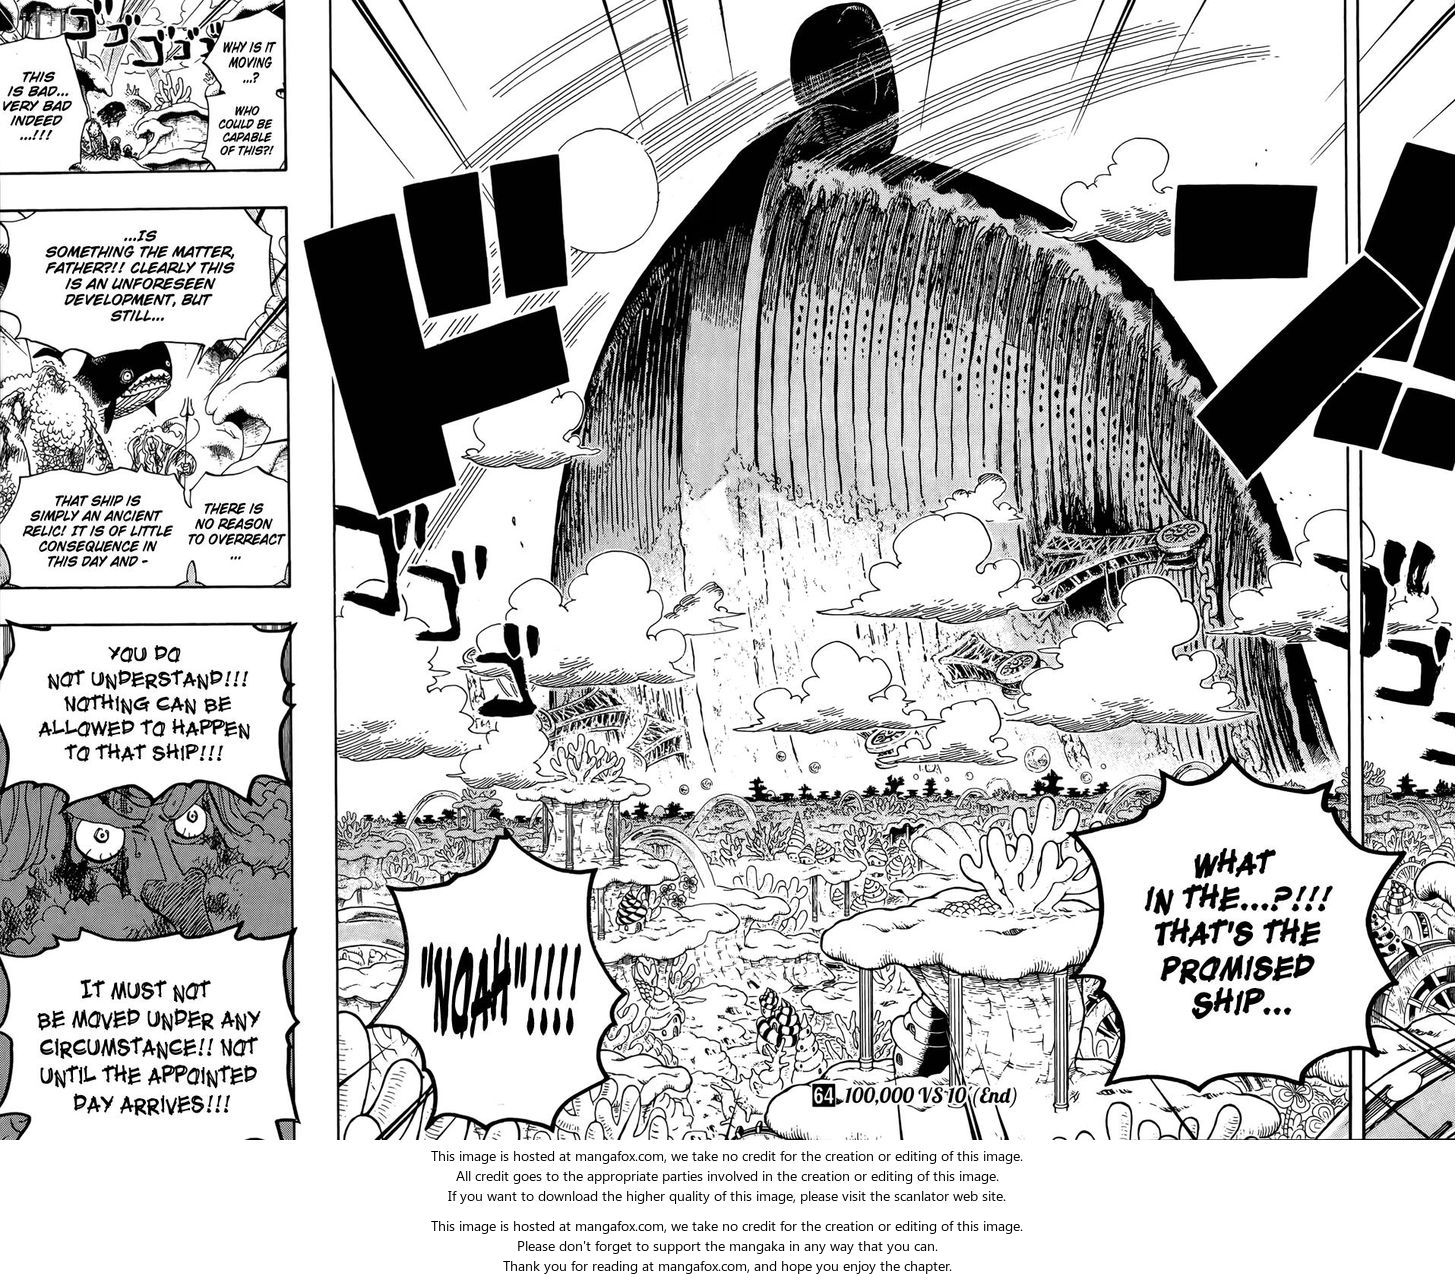 ゴゴ
ゴゴゴ
WHY IS IT
MOVING
...?
WHO
COULD BE
CAPABLE
OF THIS?!
THIS
IS BAD...
VERY BAD
INDEED
...!!!
...IS
SOMETHING THE MATTER,
FATHER?!! CLEARLY THIS
IS AN UNFORESEEN
DEVELOPMENT, BUT
STILL...
THAT SHIP IS
SIMPLY AN ANCIENT
RELIC! IT IS OF LITTLE
CONSEQUENCE IN
THIS DAY AND -
THERE IS
NO REASON
TO OVERREACT
...
YOU DO
NOT UNDERSTAND!!!
NOTHING CAN BE
ALLOWED TO HAPPEN
TO THAT SHIP!!!
IT MUST NOT
BE MOVED UNDER ANY
CIRCUMSTANCE!! NOT
UNTIL THE APPOINTED
DAY ARRIVES!!!
ドーン!!
ゴゴゴ
ゴゴ
"NOAH"!!!!
WHAT
IN THE...?!!!
THAT'S THE
PROMISED
SHIP...
64 100,000 VS 10 (End)
This image is hosted at mangafox.com, we take no credit for the creation or editing of this image.
All credit goes to the appropriate parties involved in the creation or editing of this image.
If you want to download the higher quality of this image, please visit the scanlator web site.
This image is hosted at mangafox.com, we take no credit for the creation or editing of this image.
Please don't forget to support the mangaka in any way that you can.
Thank you for reading at mangafox.com, and hope you enjoy the chapter.